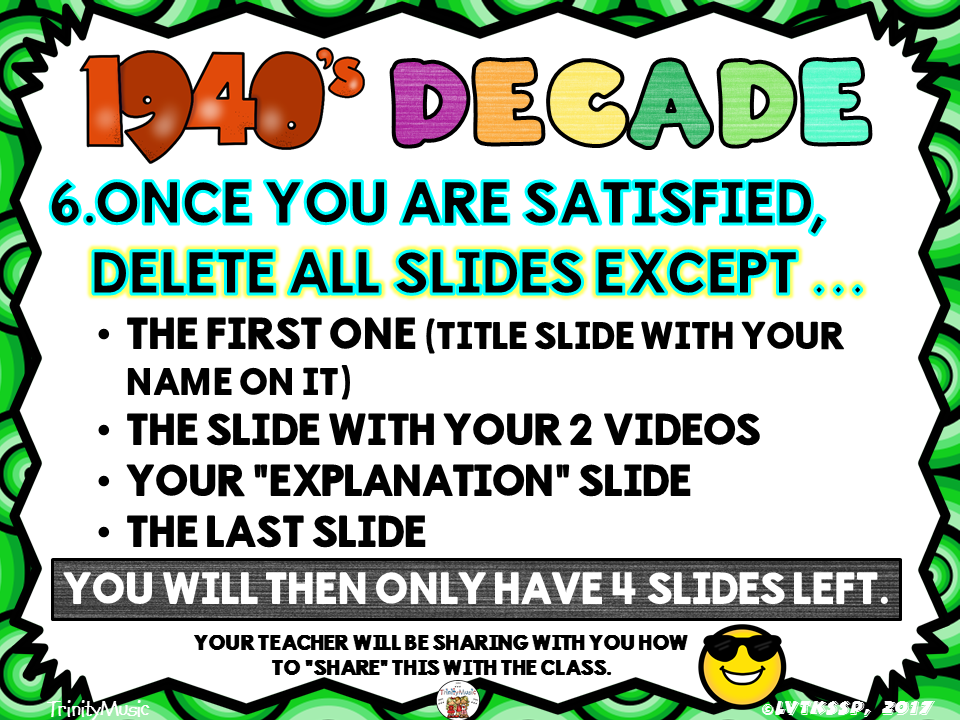 1940's DECADE
6.ONCE YOU ARE SATISFIED,
DELETE ALL SLIDES EXCEPT ...
• THE FIRST ONE (TITLE SLIDE WITH YOUR
NAME ON IT)
• THE SLIDE WITH YOUR 2 VIDEOS
• YOUR "EXPLANATION" SLIDE
• THE LAST SLIDE
YOU WILL THEN ONLY HAVE 4 SLIDES LEFT.
YOUR TEACHER WILL BE SHARING WITH YOU HOW
TO "SHARE" THIS WITH THE CLASS.
TrinityMusic
TrinityMusic
©LVTKSSP, 2017